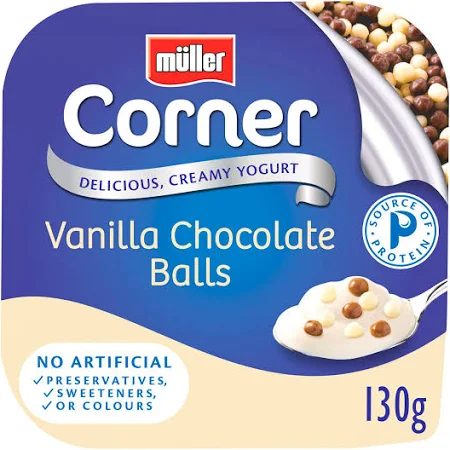 müller
Corner
DELICIOUS, CREAMY YOGURT
Vanilla Chocolate
Balls
SOURCE OF
PROTEIN
P
NO ARTIFICIAL
✓PRESERVATIVES,
✓SWEETENERS,
✓OR COLOURS
130g